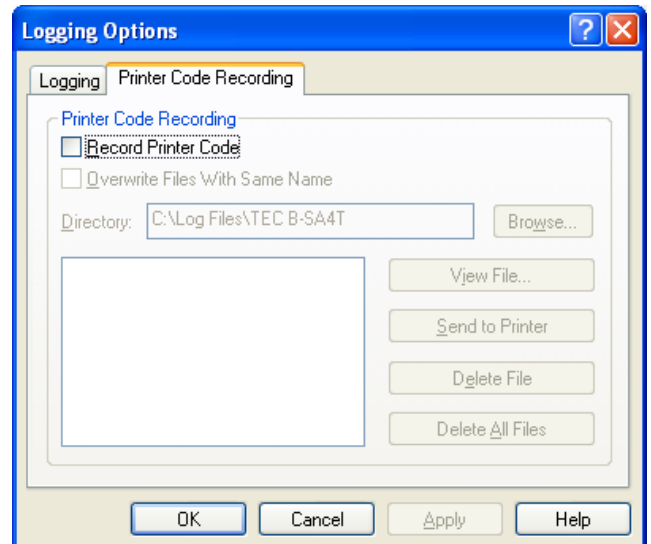 Logging Options
Logging Printer Code Recording
Printer Code Recording
Record Printer Code
Overwrite Files With Same Name
Directory: C:\Log Files\TEC B-SA4T Browse...
View File...
Send to Printer
Delete File
Delete All Files
OK Cancel Apply Help